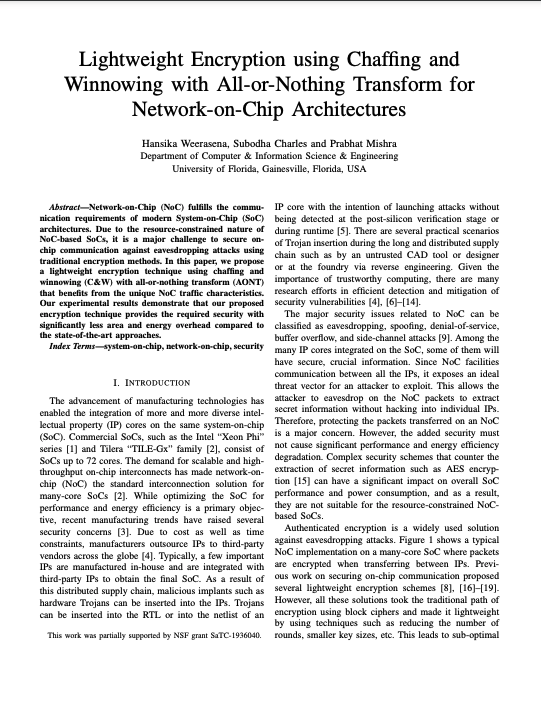 Lightweight Encryption using Chaffing and
Winnowing with All-or-Nothing Transform for
Network-on-Chip Architectures
Hansika Weerasena, Subodha Charles and Prabhat Mishra
Department of Computer & Information Science & Engineering
University of Florida, Gainesville, Florida, USA
Abstract—Network-on-Chip (NoC) fulfills the commu-
nication requirements of modern System-on-Chip (SoC)
architectures. Due to the resource-constrained nature of
NoC-based SoCs, it is a major challenge to secure on-
chip communication against eavesdropping attacks using
traditional encryption methods. In this paper, we propose
a lightweight encryption technique using chaffing and
winnowing (C&W) with all-or-nothing transform (AONT)
that benefits from the unique NoC traffic characteristics.
Our experimental results demonstrate that our proposed
encryption technique provides the required security with
significantly less area and energy overhead compared to
the state-of-the-art approaches.
Index Terms—system-on-chip, network-on-chip, security
I. Introduction
The advancement of manufacturing technologies has
enabled the integration of more and more diverse intel-
lectual property (IP) cores on the same system-on-chip
(SoC). Commercial SoCs, such as the Intel “Xeon Phi”
series [1] and Tilera “TILE-Gx” family [2], consist of
SoCs up to 72 cores. The demand for scalable and high-
throughput on-chip interconnects has made network-on-
chip (NoC) the standard interconnection solution for
many-core SoCs [2]. While optimizing the SoC for
performance and energy efficiency is a primary objec-
tive, recent manufacturing trends have raised several
security concerns [3]. Due to cost as well as time
constraints, manufacturers outsource IPs to third-party
vendors across the globe [4]. Typically, a few important
IPs are manufactured in-house and are integrated with
third-party IPs to obtain the final SoC. As a result of
this distributed supply chain, malicious implants such as
hardware Trojans can be inserted into the IPs. Trojans
can be inserted into the RTL or into the netlist of an
This work was partially supported by NSF grant SaTC-1936040.
IP core with the intention of launching attacks without
being detected at the post-silicon verification stage or
during runtime [5]. There are several practical scenarios
of Trojan insertion during the long and distributed supply
chain such as by an untrusted CAD tool or designer
or at the foundry via reverse engineering. Given the
importance of trustworthy computing, there are many
research efforts in efficient detection and mitigation of
security vulnerabilities [4], [6]–[14].
The major security issues related to NoC can be
classified as eavesdropping, spoofing, denial-of-service,
buffer overflow, and side-channel attacks [9]. Among the
many IP cores integrated on the SoC, some of them will
have secure, crucial information. Since NoC facilities
communication between all the IPs, it exposes an ideal
threat vector for an attacker to exploit. This allows the
attacker to eavesdrop on the NoC packets to extract
secret information without hacking into individual IPs.
Therefore, protecting the packets transferred on an NoC
is a major concern. However, the added security must
not cause significant performance and energy efficiency
degradation. Complex security schemes that counter the
extraction of secret information such as AES encryp-
tion [15] can have a significant impact on overall SoC
performance and power consumption, and as a result,
they are not suitable for the resource-constrained NoC-
based SoCs.
Authenticated encryption is a widely used solution
against eavesdropping attacks. Figure 1 shows a typical
NoC implementation on a many-core SoC where packets
are encrypted when transferring between IPs. Previ-
ous work on securing on-chip communication proposed
several lightweight encryption schemes [8], [16]–[19].
However, all these solutions took the traditional path of
encryption using block ciphers and made it lightweight
by using techniques such as reducing the number of
rounds, smaller key sizes, etc. This leads to sub-optimal